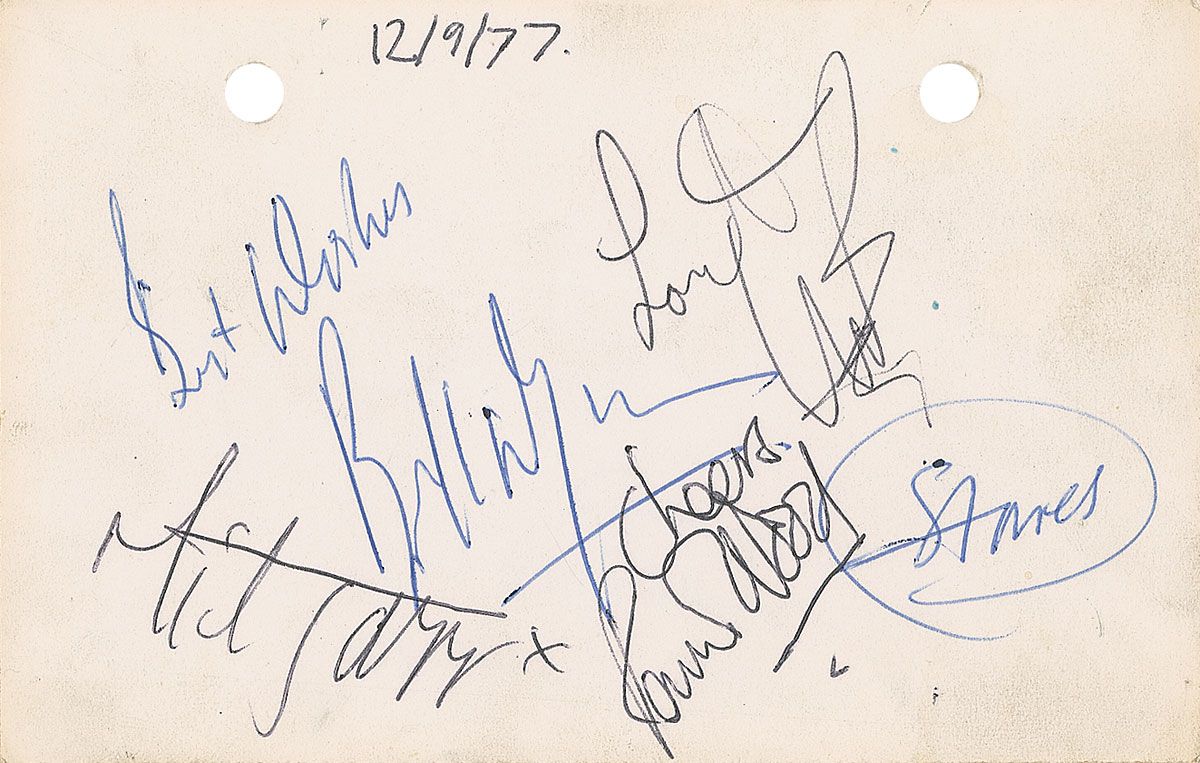 12/9/77.
Best Wishes
Love
Bill Wyman
Cheers.
Ronnie Wood
Stones
Mick Jagger x